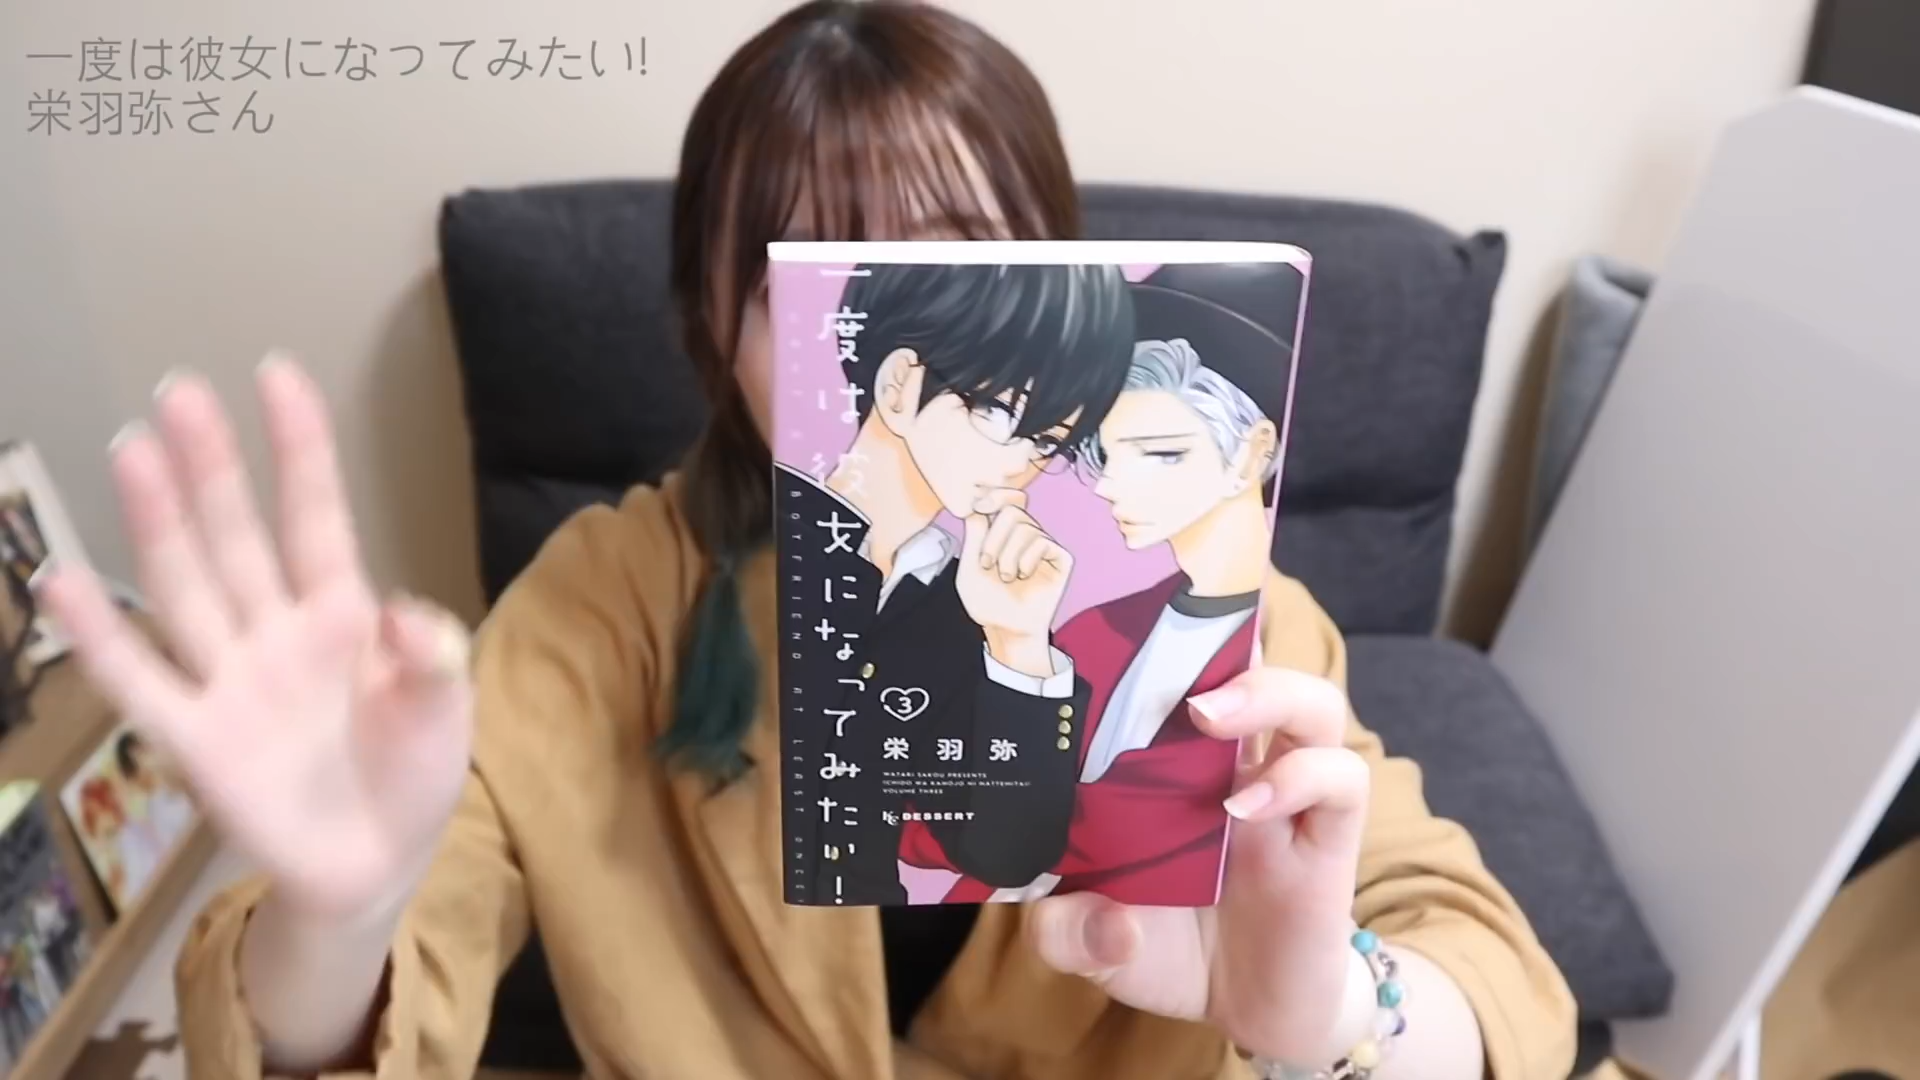 一度は彼女になってみたい!
栄羽弥さん
一度は彼女になってみたい!
BOYFRIEND AT LEAST ONCE!
3
栄羽弥
WATARI SAKOU PRESENTS
ICHIDO WA KANOJO NI NATTEMITAI!
VOLUME THREE
KC DESSERT